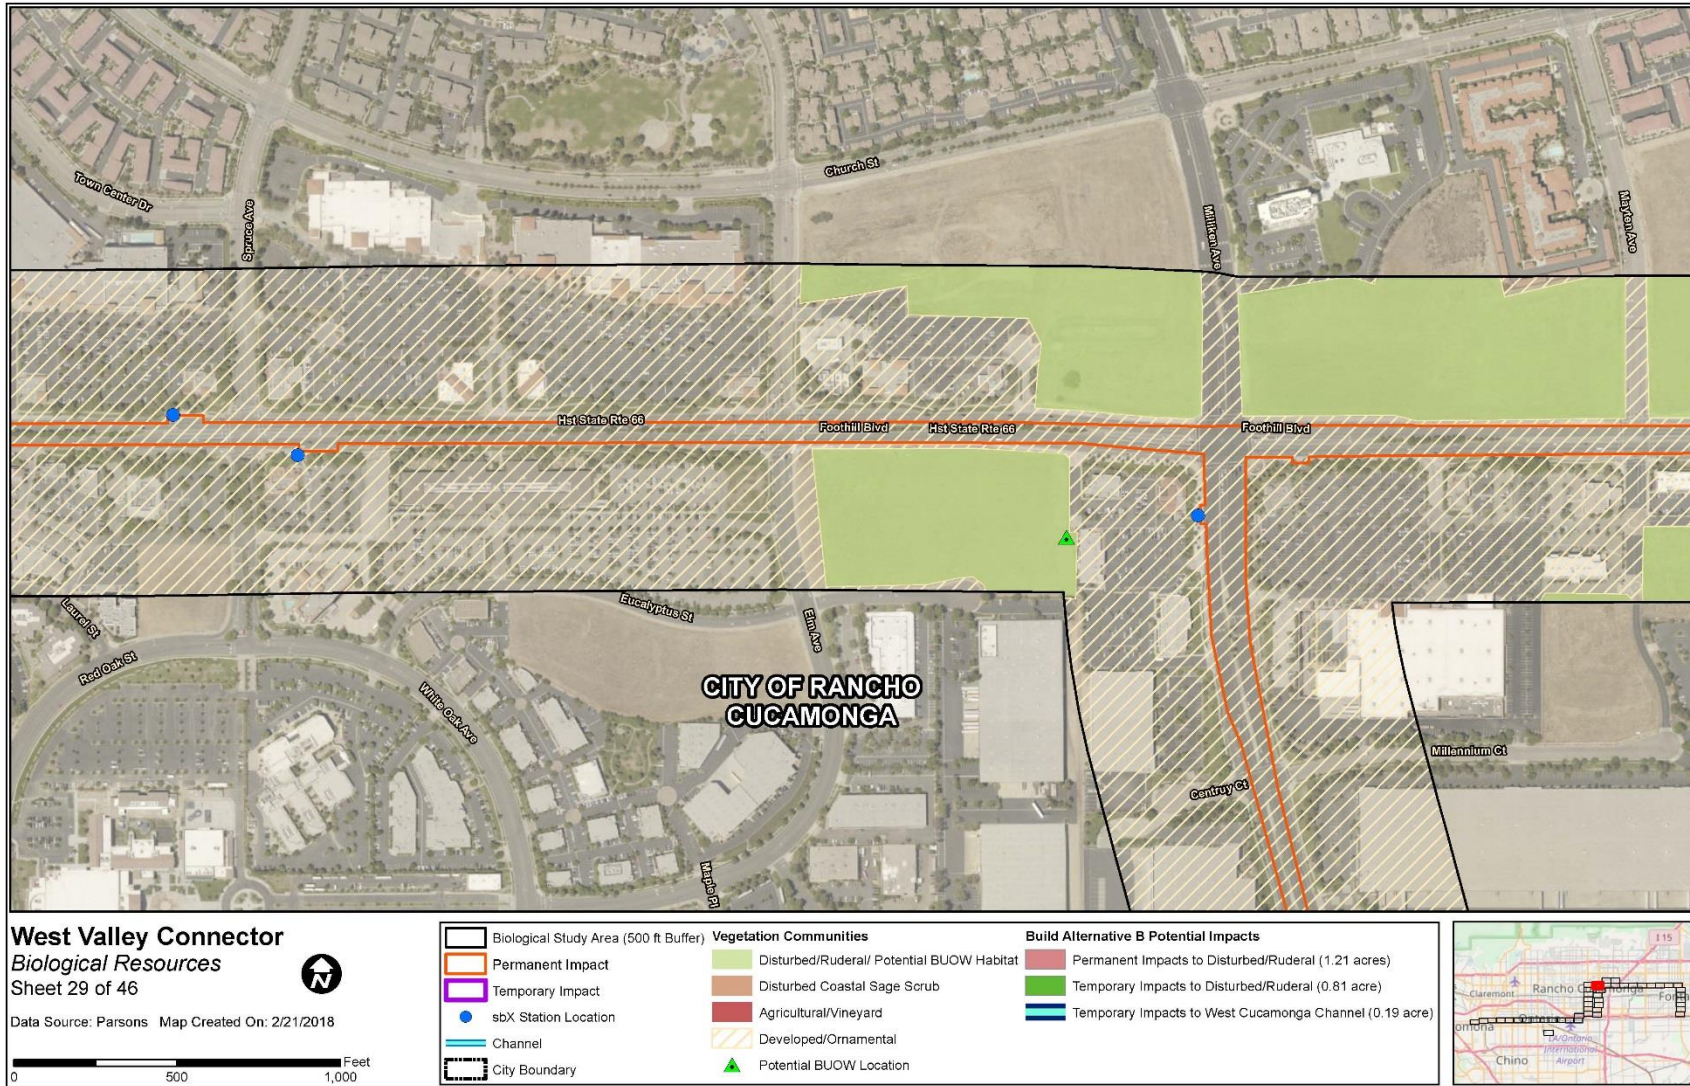 Church St
Town Center Dr
Spruce Ave
Milliken Ave
Mayten Ave
Hst State Rte 66
Foothill Blvd
Hst State Rte 66
Foothill Blvd
Laurel St
Red Oak St
White Oak Ave
Eucalyptus St
Elm Ave
CITY OF RANCHO
CUCAMONGA
Millennium Ct
Centruy Ct
Maple Pl
West Valley Connector
Biological Resources
Sheet 29 of 46
N
Data Source: Parsons Map Created On: 2/21/2018
Feet
0 500 1,000
Biological Study Area (500 ft Buffer)
Permanent Impact
Temporary Impact
sbX Station Location
Channel
City Boundary
Vegetation Communities
Disturbed/Ruderal/ Potential BUOW Habitat
Disturbed Coastal Sage Scrub
Agricultural/Vineyard
Developed/Ornamental
Potential BUOW Location
Build Alternative B Potential Impacts
Permanent Impacts to Disturbed/Ruderal (1.21 acres)
Temporary Impacts to Disturbed/Ruderal (0.81 acre)
Temporary Impacts to West Cucamonga Channel (0.19 acre)
I 15
Claremont
Rancho
omona
LA/Ontario
International
Airport
Chino